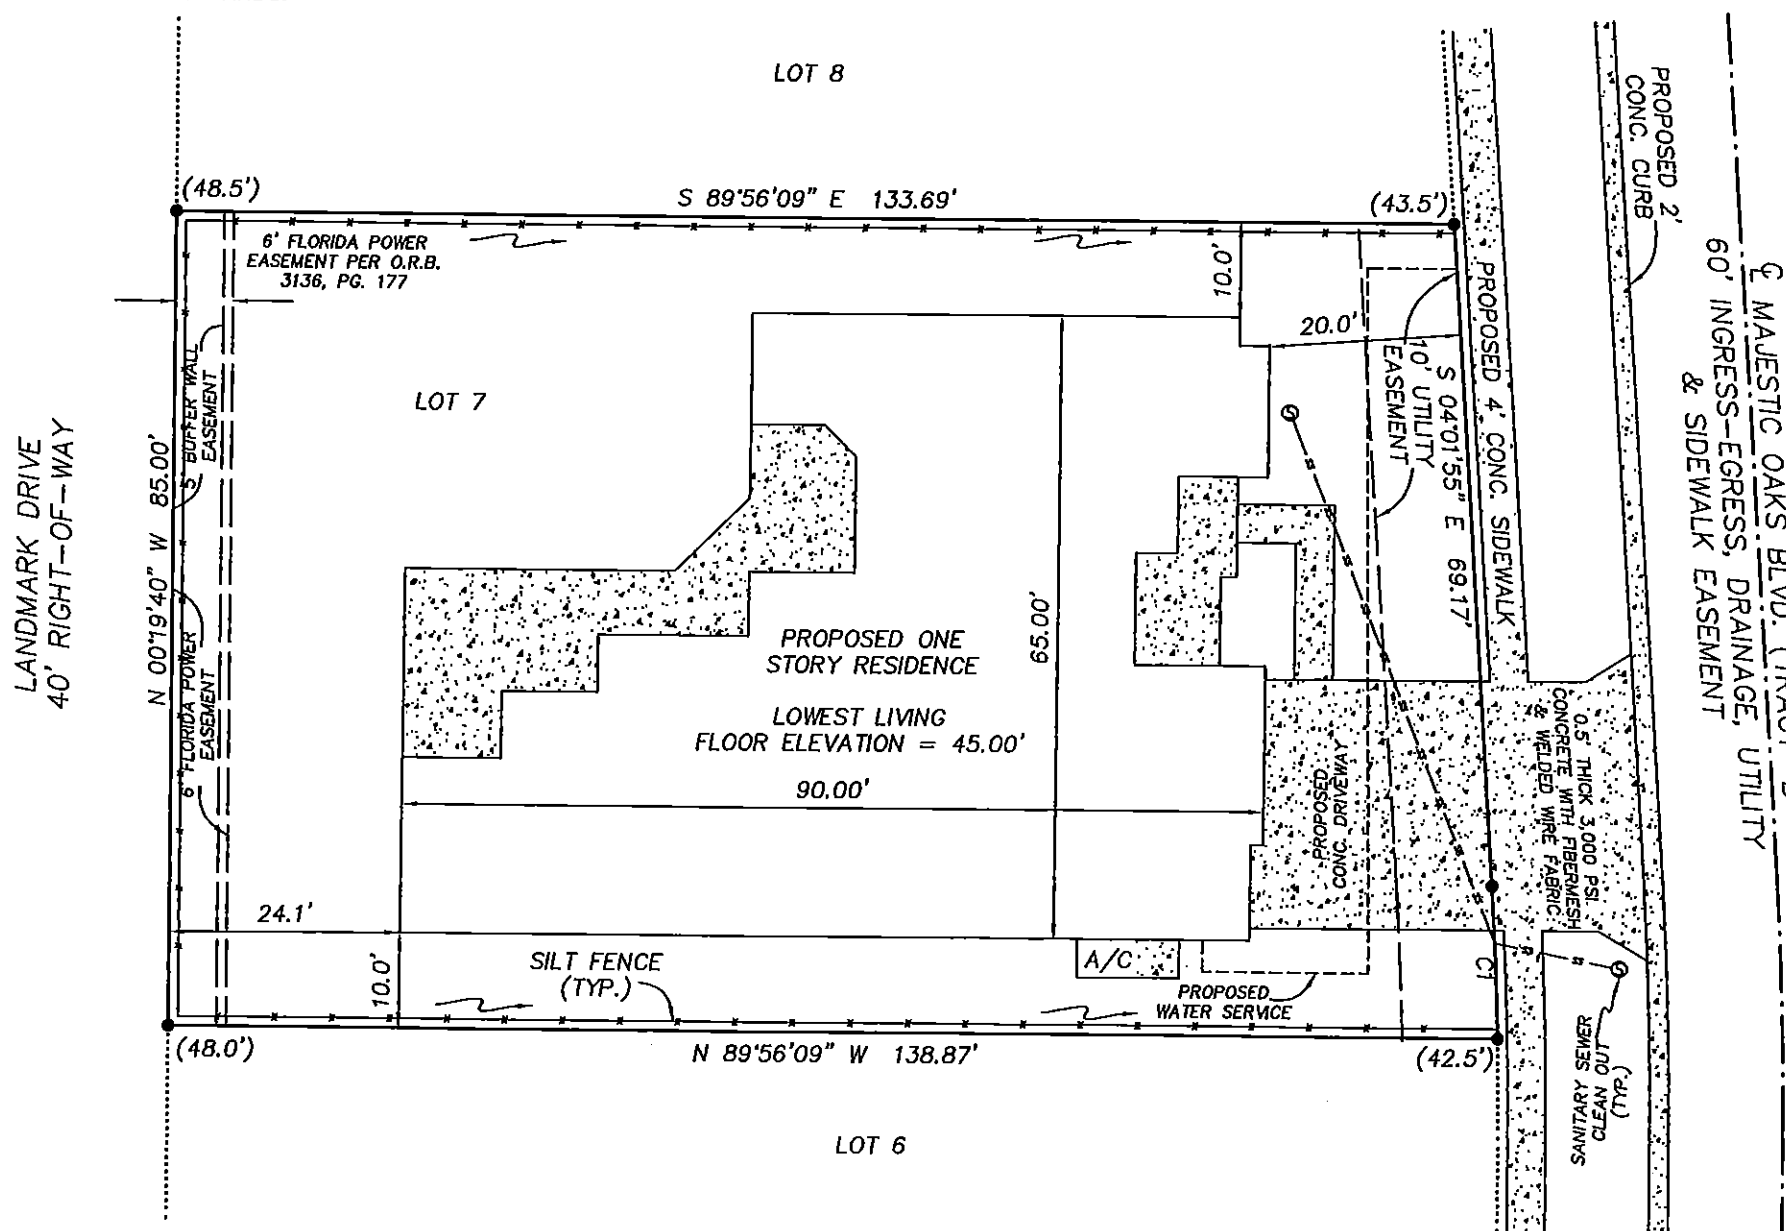 LOT 8
(48.5')
S 89°56'09" E 133.69'
(43.5')
6' FLORIDA POWER
EASEMENT PER O.R.B.
3136, PG. 177
10.0'
20.0'
PROPOSED 2'
CONC. CURB
℄ MAJESTIC OAKS BLVD.
60' INGRESS-EGRESS, DRAINAGE, UTILITY
& SIDEWALK EASEMENT
PROPOSED 4' CONC. SIDEWALK
S 04°01'55" E 69.17'
10' UTILITY
EASEMENT
LOT 7
5' BUFFER WALL
EASEMENT
LANDMARK DRIVE
40' RIGHT-OF-WAY
N 00°19'40" W 85.00'
6' FLORIDA POWER
EASEMENT
PROPOSED ONE
STORY RESIDENCE
65.00'
LOWEST LIVING
FLOOR ELEVATION = 45.00'
90.00'
PROPOSED
CONC. DRIVEWAY
0.5' THICK 3,000 PSI
CONCRETE WITH FIBERMESH
& WELDED WIRE FABRIC
24.1'
10.0'
SILT FENCE
(TYP.)
A/C
PROPOSED
WATER SERVICE
C1
SANITARY SEWER
CLEAN OUT
(TYP.)
(48.0')
N 89°56'09" W 138.87'
(42.5')
LOT 6